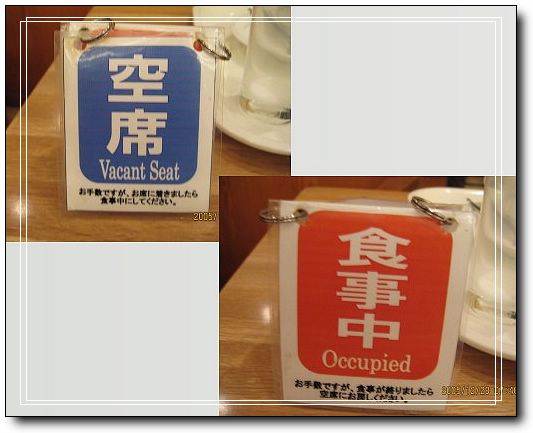 空席
Vacant Seat
お手数ですが、お席に着きましたら
食事中にしてください。
食事中
Occupied
お手数ですが、食事が終りましたら
空席にお戻しください。